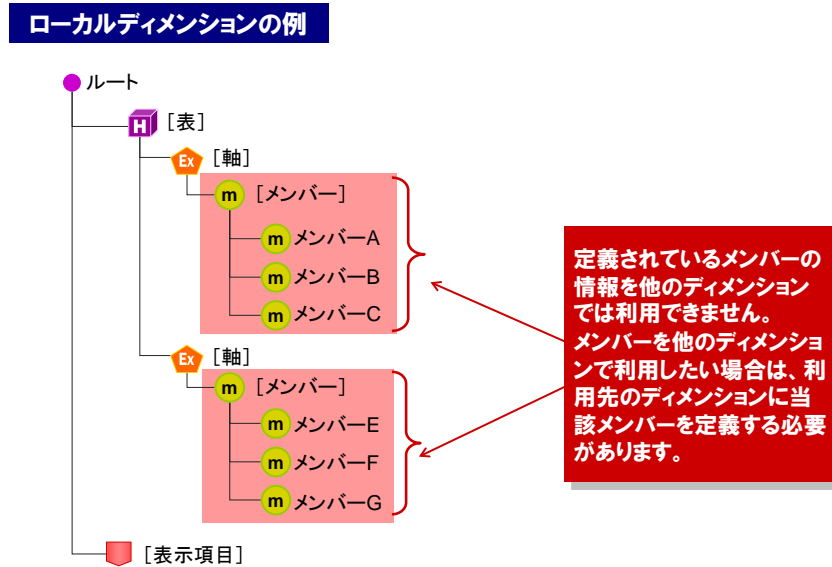 ローカルディメンションの例
ルート
H [表]
Ex [軸]
m [メンバー]
m メンバーA
m メンバーB
m メンバーC
Ex [軸]
m [メンバー]
m メンバーE
m メンバーF
m メンバーG
[表示項目]
定義されているメンバーの
情報を他のディメンション
では利用できません。
メンバーを他のディメンショ
ンで利用したい場合は、利
用先のディメンションに当
該メンバーを定義する必要
があります。